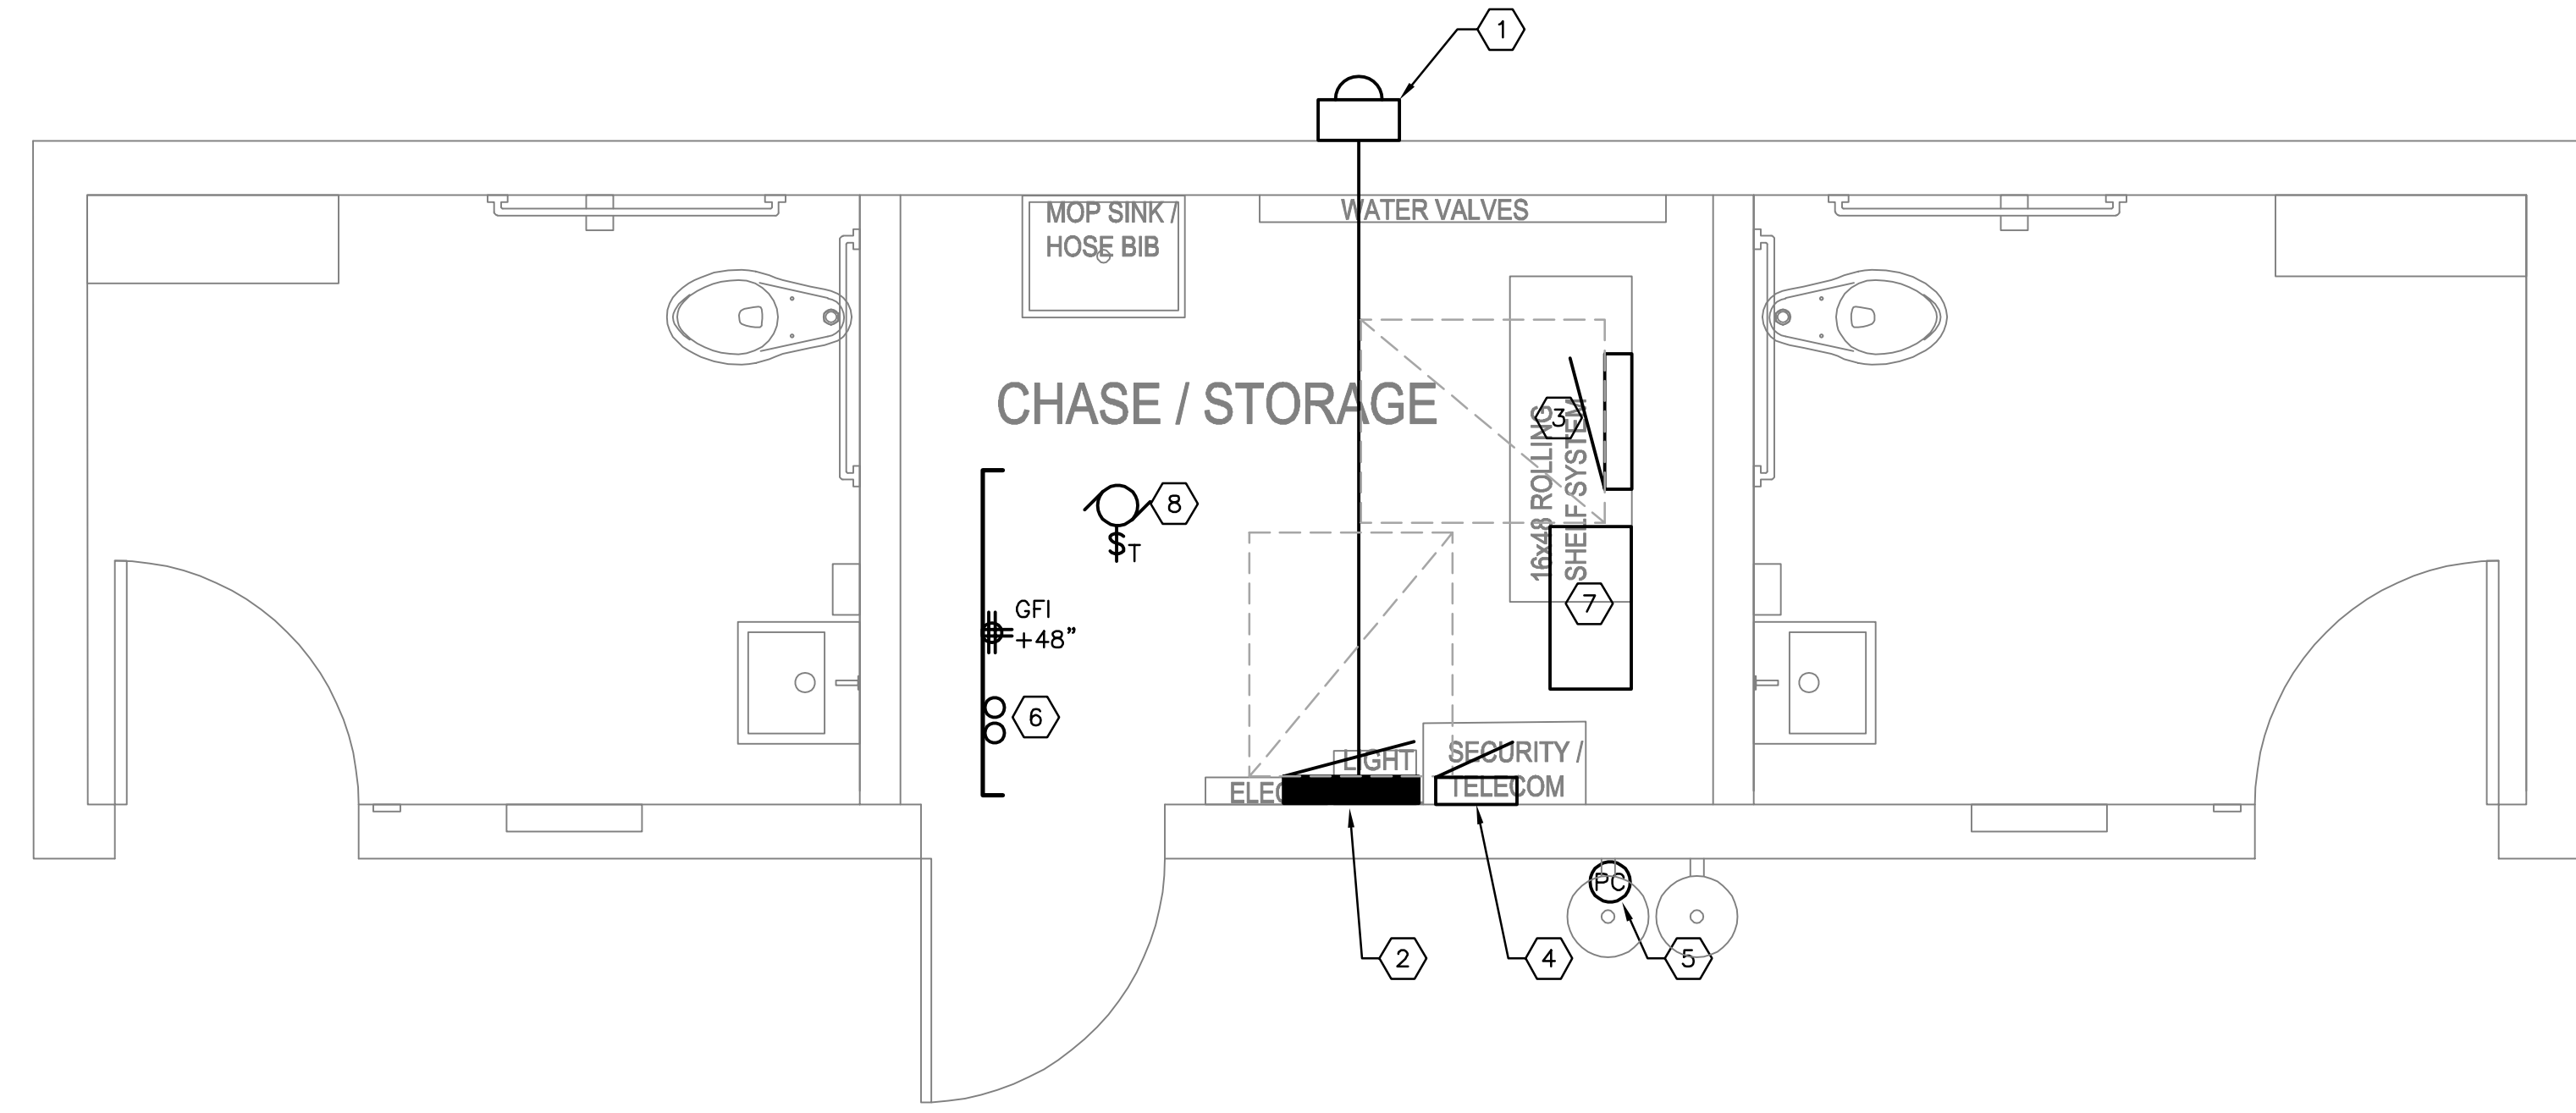 1
MOP SINK /
HOSE BIB
WATER VALVES
CHASE / STORAGE
3
16x48 ROLLING
SHELF SYSTEM
8
$T
GFI
+48”
7
6
LIGHT
SECURITY /
TELECOM
ELEC
PC
2
4
5